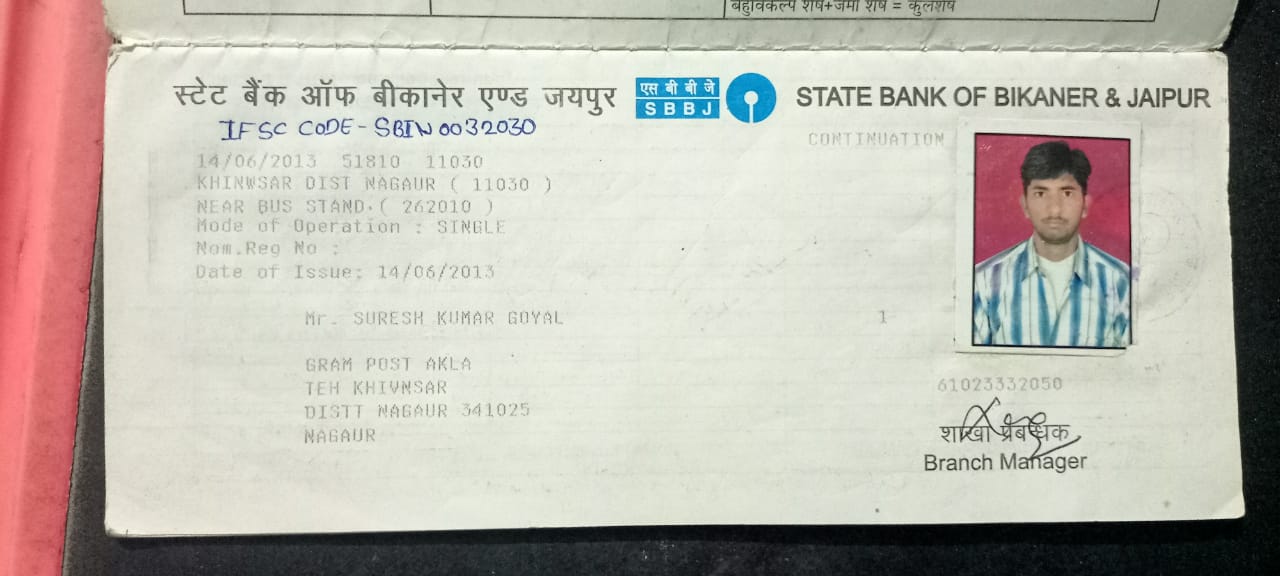 बहुविकल्प शेष+जमा शेष = कुलशेष
स्टेट बैंक ऑफ बीकानेर एण्ड जयपुर
एस बी बी जे
SBBJ
STATE BANK OF BIKANER & JAIPUR
IFSC CODE - SBIN0032030
CONTINUATION
14/06/2013 51810 11030
KHINWSAR DIST NAGAUR ( 11030 )
NEAR BUS STAND.( 262010 )
Mode of Operation : SINGLE
Nom.Reg No :
Date of Issue: 14/06/2013
Mr. SURESH KUMAR GOYAL 1
GRAM POST AKLA
TEH KHIVNSAR
DISTT NAGAUR 341025
NAGAUR
61023332050
शाखा प्रबन्धक
Branch Manager